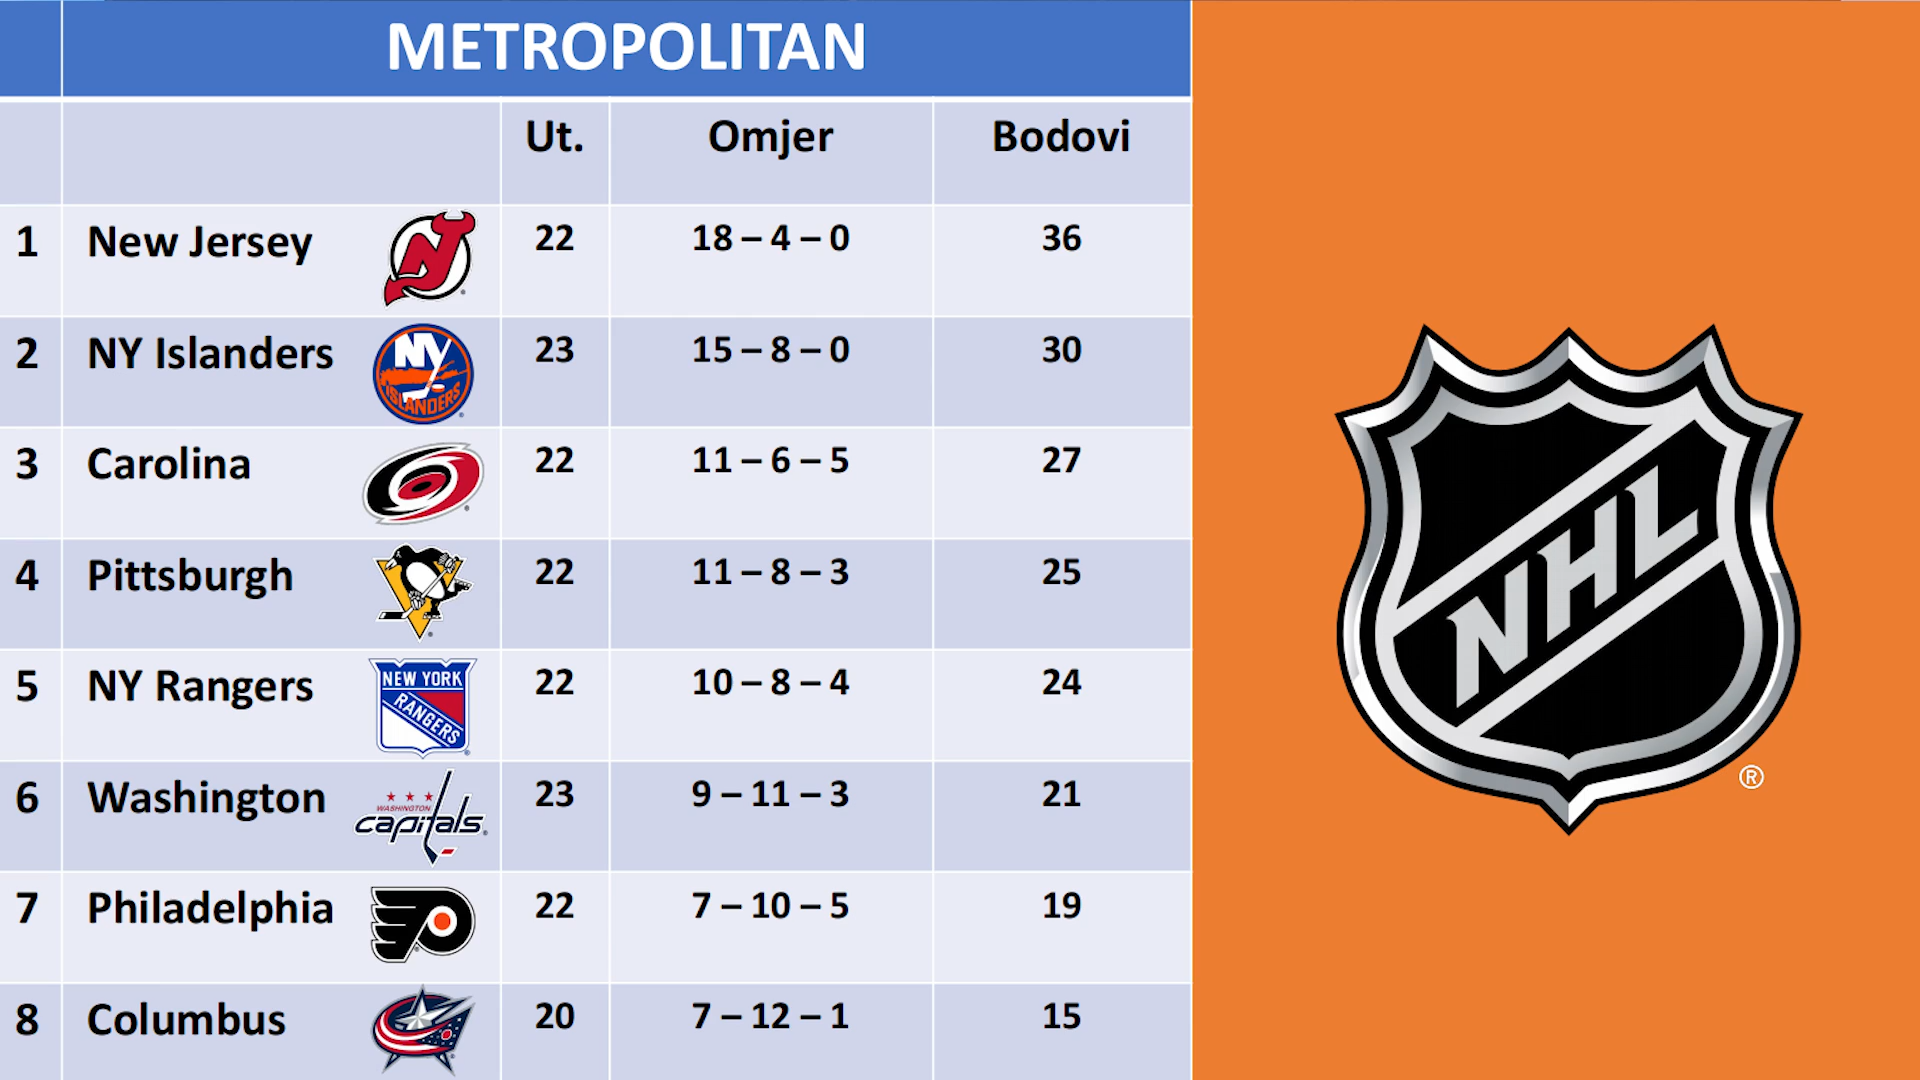 METROPOLITAN
Ut. Omjer Bodovi
1 New Jersey 22 18 – 4 – 0 36
2 NY Islanders NY ISLANDERS 23 15 – 8 – 0 30
3 Carolina 22 11 – 6 – 5 27
4 Pittsburgh 22 11 – 8 – 3 25
5 NY Rangers NEW YORK RANGERS 22 10 – 8 – 4 24
6 Washington WASHINGTON capitals 23 9 – 11 – 3 21
7 Philadelphia 22 7 – 10 – 5 19
8 Columbus 20 7 – 12 – 1 15
NHL
®